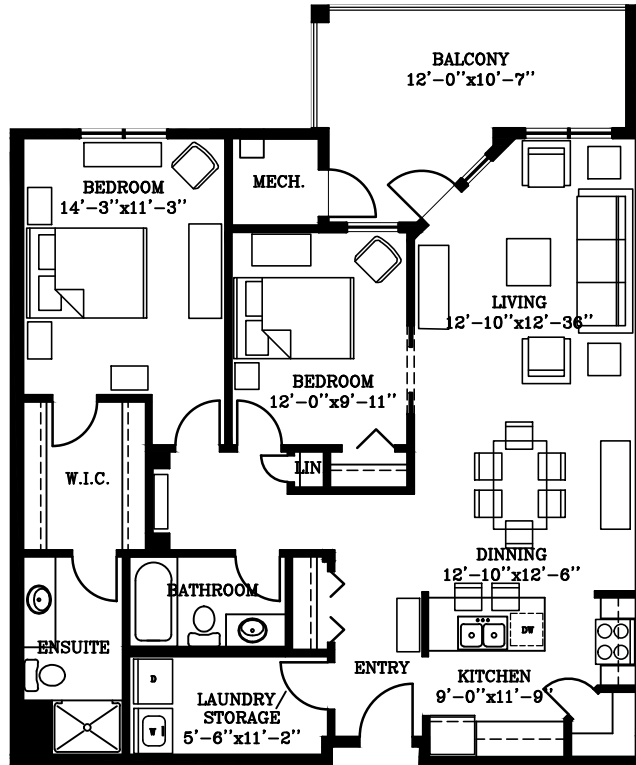 BALCONY
12'-0"x10'-7"
BEDROOM
14'-3"x11'-3"
MECH.
LIVING
12'-10"x12'-36"
BEDROOM
12'-0"x9'-11"
W.I.C.
LIN
DINNING
12'-10"x12'-6"
BATHROOM
DW
ENSUITE
ENTRY
KITCHEN
9'-0"x11'-9"
D
LAUNDRY/
STORAGE
5'-6"x11'-2"
W